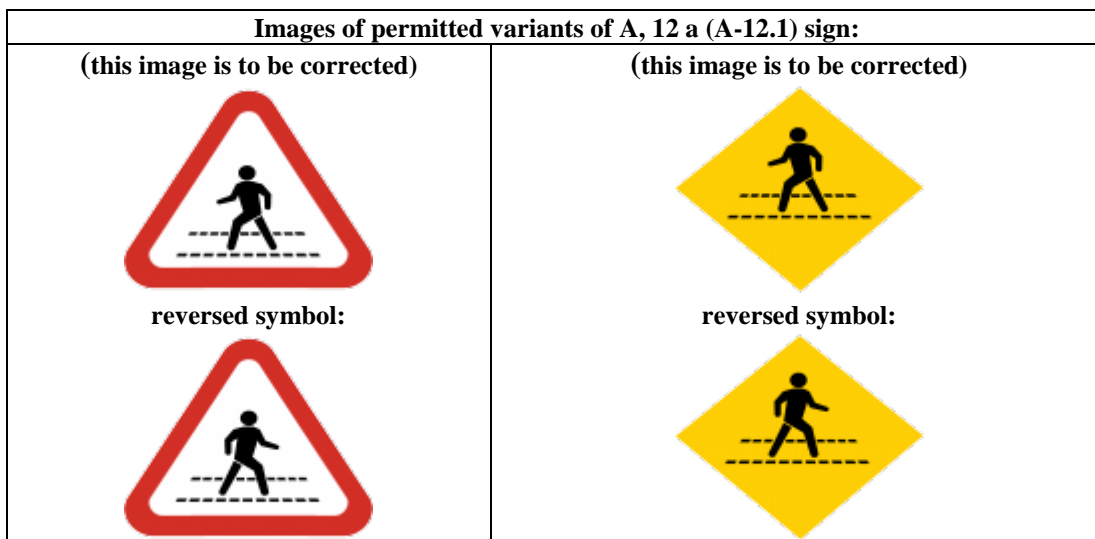 Images of permitted variants of A, 12 a (A-12.1) sign:
(this image is to be corrected)
(this image is to be corrected)
reversed symbol:
reversed symbol: